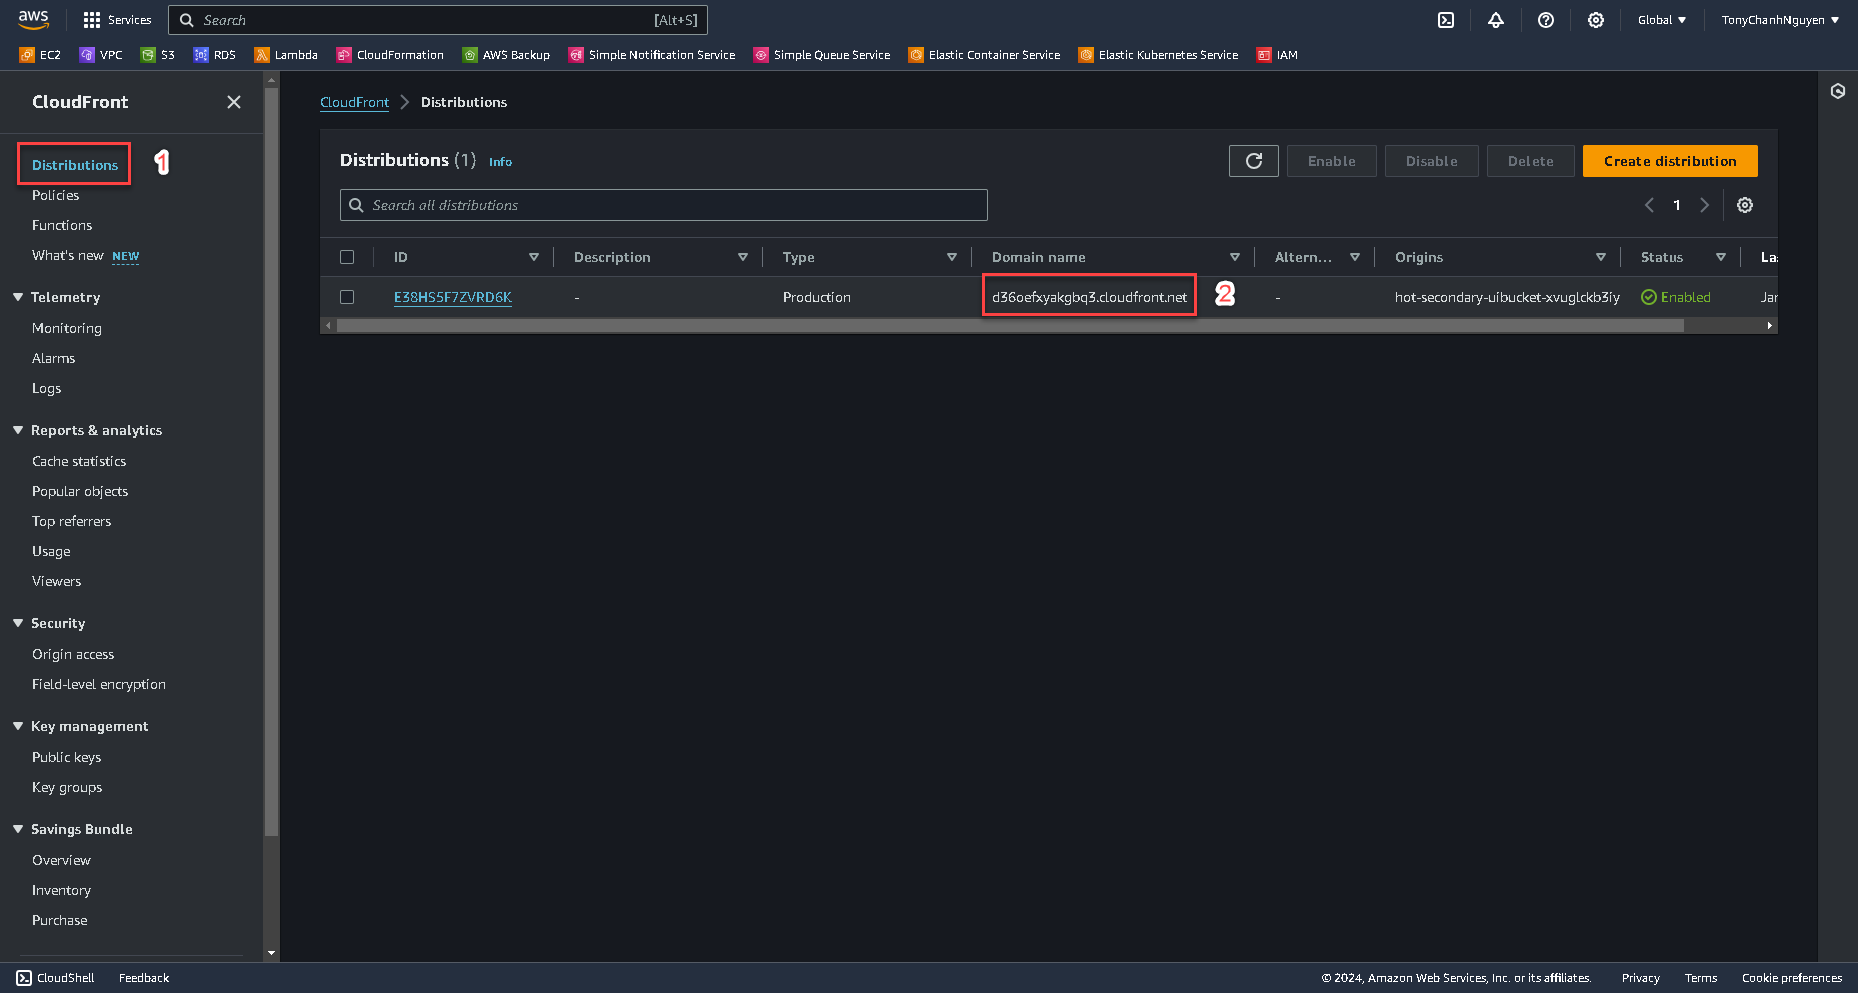 aws Services Search [Alt+S] Global TonyChanhNguyen
EC2 VPC S3 RDS Lambda CloudFormation AWS Backup Simple Notification Service Simple Queue Service Elastic Container Service Elastic Kubernetes Service IAM
CloudFront
Distributions 1
Policies
Functions
What's new NEW
Telemetry
Monitoring
Alarms
Logs
Reports & analytics
Cache statistics
Popular objects
Top referrers
Usage
Viewers
Security
Origin access
Field-level encryption
Key management
Public keys
Key groups
Savings Bundle
Overview
Inventory
Purchase
CloudFront Distributions
Distributions (1) Info Enable Disable Delete Create distribution
Search all distributions 1
ID Description Type Domain name Altern... Origins Status La
E38HS5F7ZVRD6K - Production d36oefxyakgbq3.cloudfront.net 2 - hot-secondary-uibucket-xvuglckb3iy Enabled Jar
CloudShell Feedback © 2024, Amazon Web Services, Inc. or its affiliates. Privacy Terms Cookie preferences